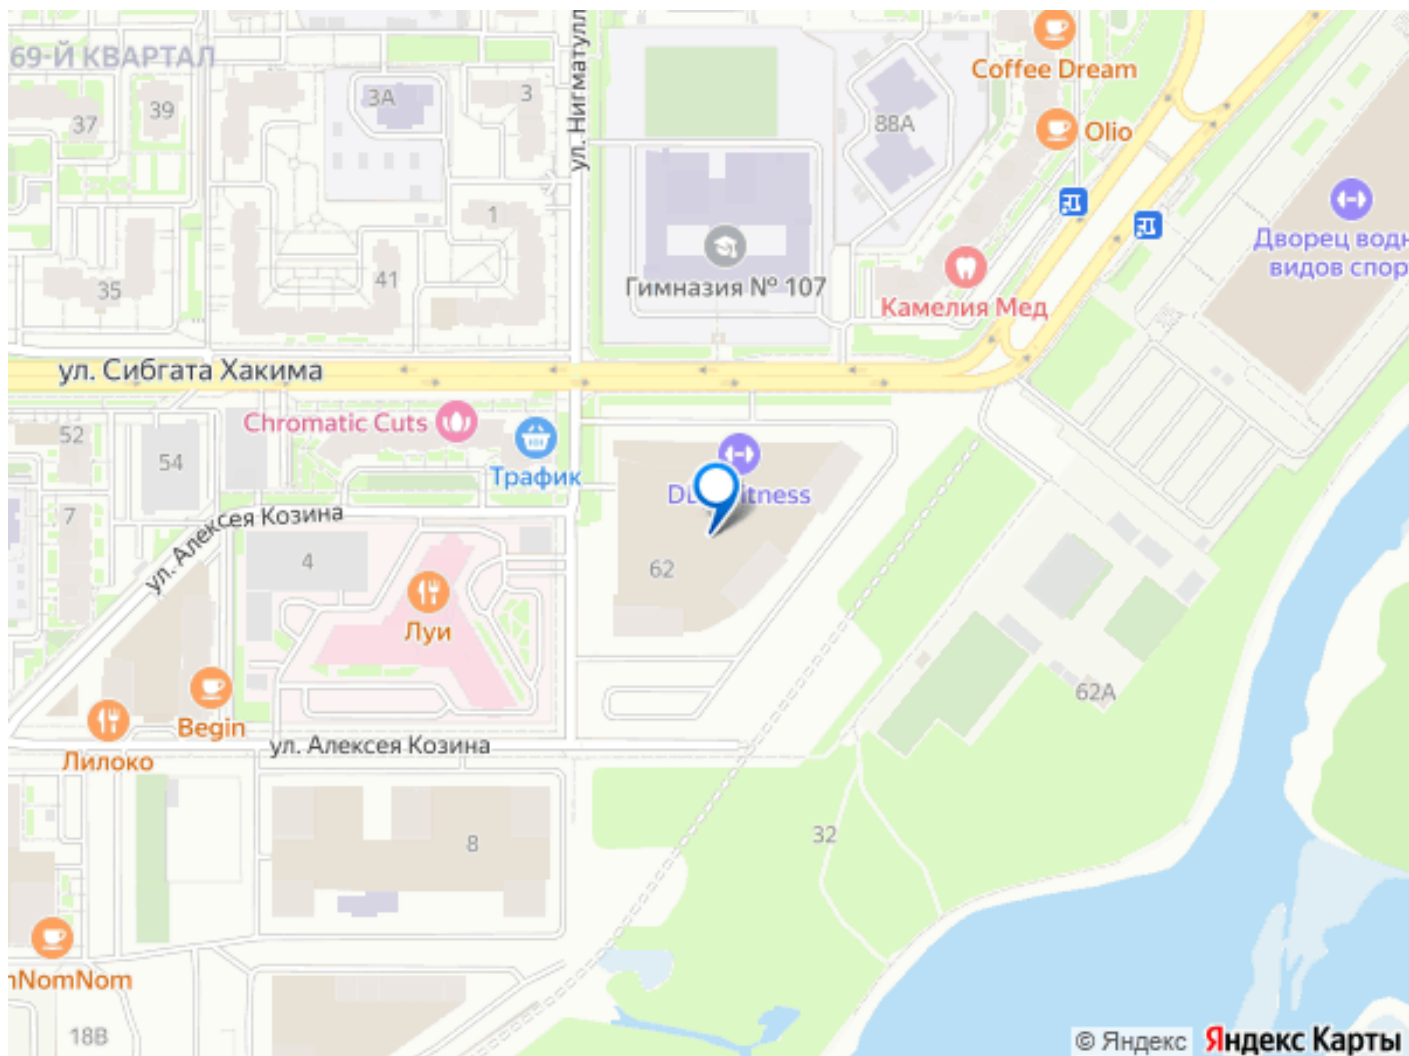 Coffee Dream
69-Й КВАРТАЛ
3А
3
39
37
88А
Olio
ул. Нигматулл
1
Дворец водн
видов спор
41
35
Гимназия № 107
Камелия Мед
ул. Сибгата Хакима
Chromatic Cuts
52
54
Трафик
itness
7
ул. Алексея Козина
4
62
Луи
62А
Begin
ул. Алексея Козина
Лилоко
32
8
nNomNom
18В
© Яндекс Яндекс Карты